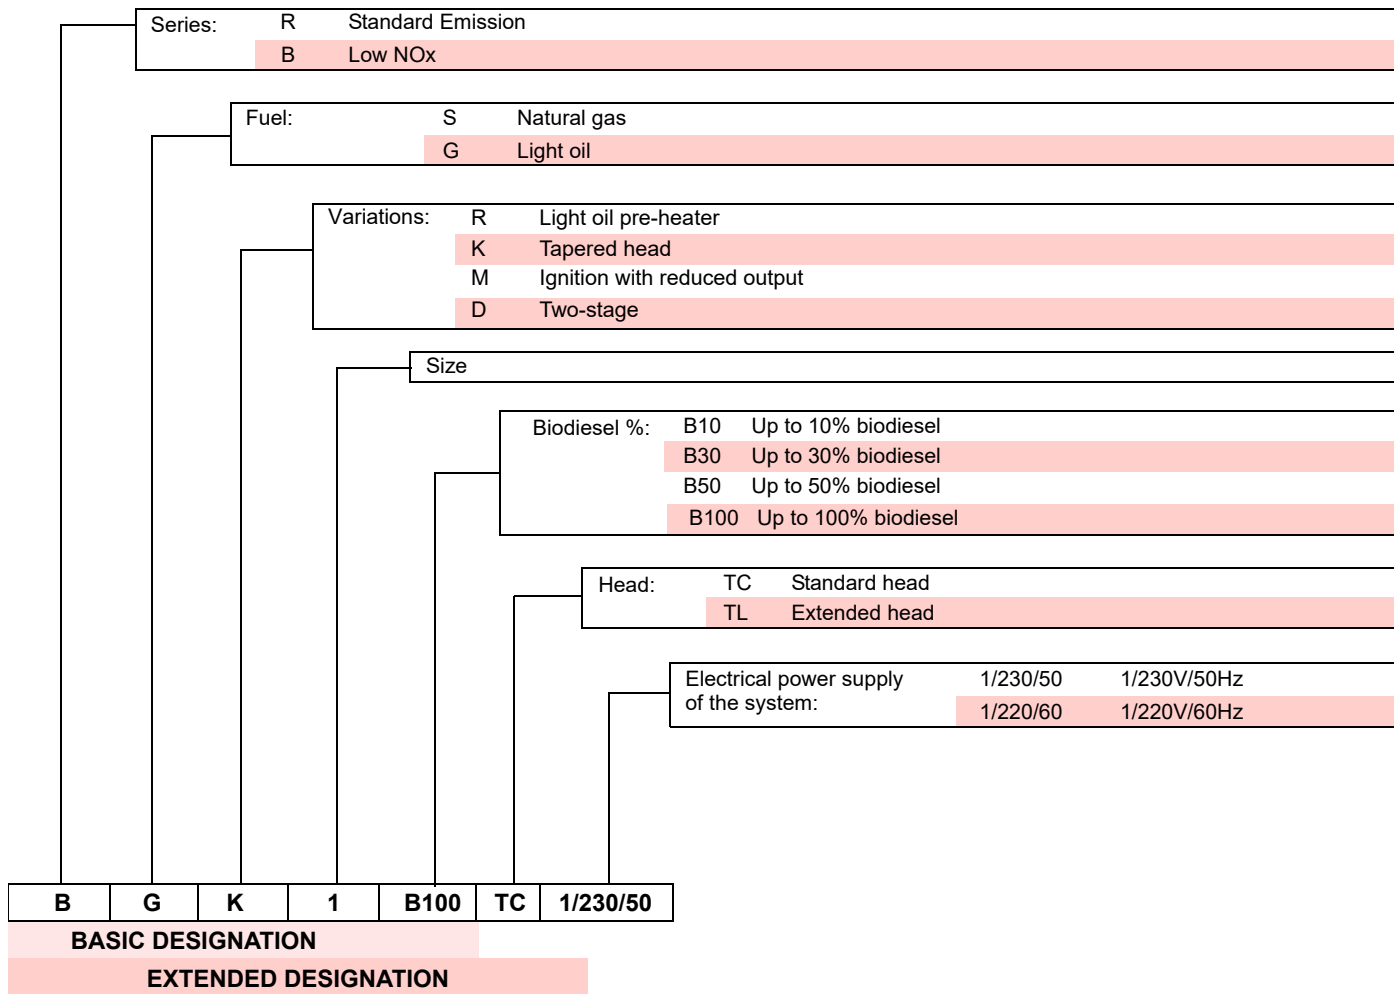 Series: R Standard Emission
B Low NOx
Fuel: S Natural gas
G Light oil
Variations: R Light oil pre-heater
K Tapered head
M Ignition with reduced output
D Two-stage
Size
Biodiesel %: B10 Up to 10% biodiesel
B30 Up to 30% biodiesel
B50 Up to 50% biodiesel
B100 Up to 100% biodiesel
Head: TC Standard head
TL Extended head
Electrical power supply 1/230/50 1/230V/50Hz
of the system: 1/220/60 1/220V/60Hz
B G K 1 B100 TC 1/230/50
BASIC DESIGNATION
EXTENDED DESIGNATION